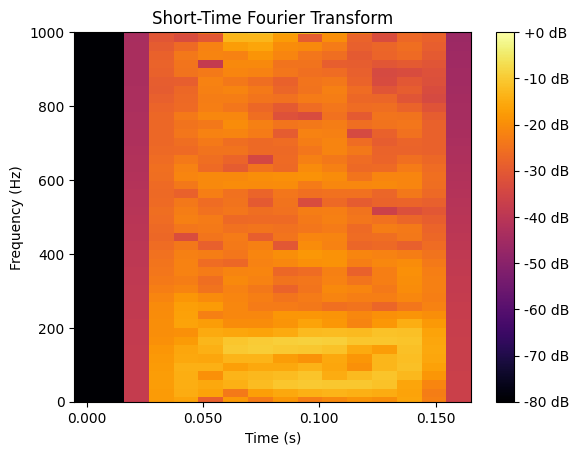 Short-Time Fourier Transform
1000
800
600
400
200
0
Frequency (Hz)
0.000
0.050
0.100
0.150
Time (s)
+0 dB
-10 dB
-20 dB
-30 dB
-40 dB
-50 dB
-60 dB
-70 dB
-80 dB